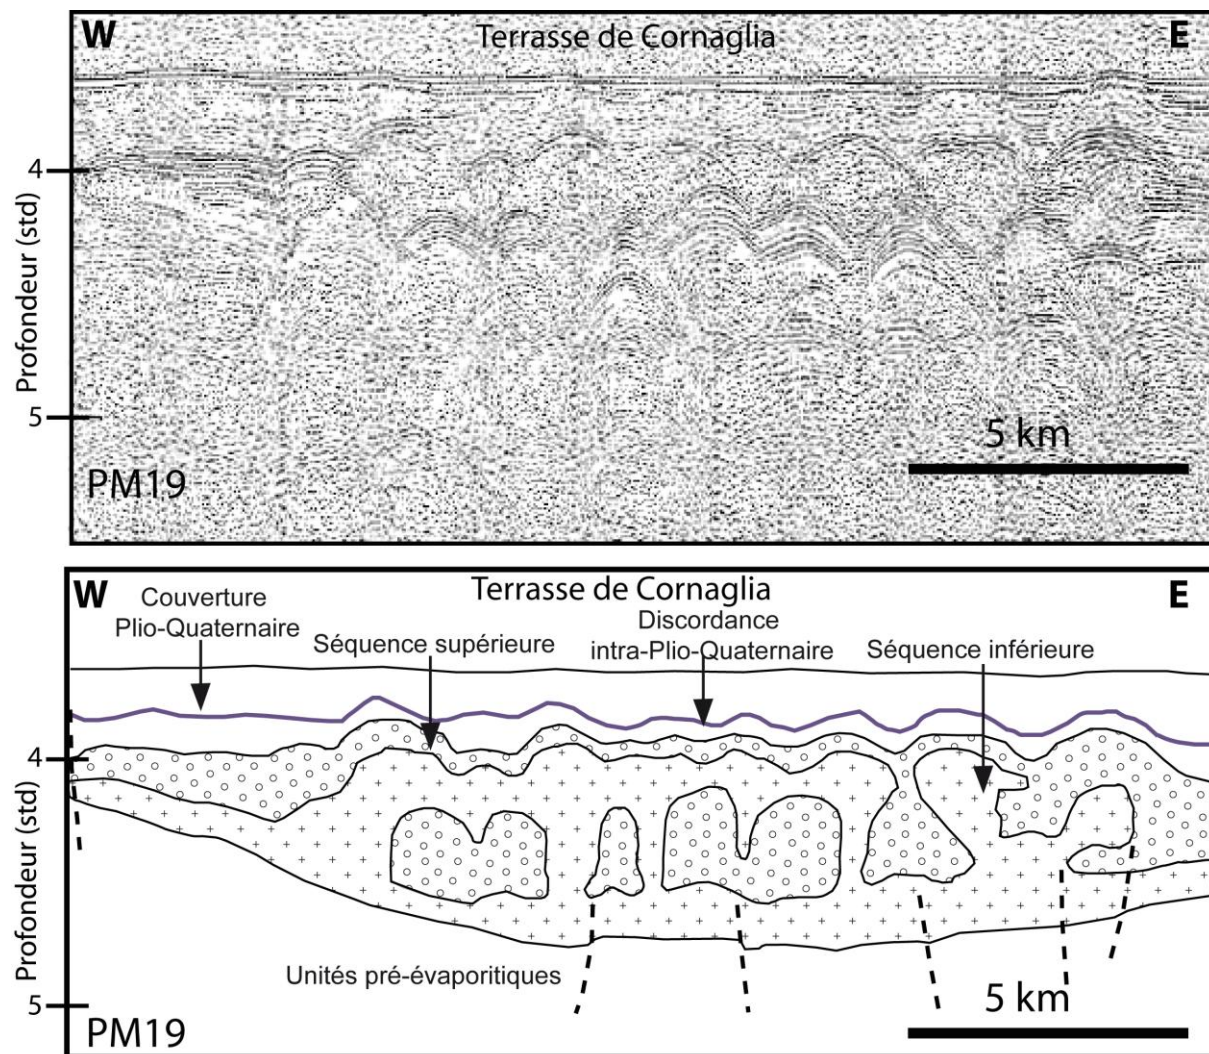 W
Terrasse de Cornaglia
E
4
Profondeur (std)
5
5 km
PM19
W
Terrasse de Cornaglia
E
Couverture
Plio-Quaternaire
Séquence supérieure
Discordance
intra-Plio-Quaternaire
Séquence inférieure
4
Profondeur (std)
Unités pré-évaporitiques
5
5 km
PM19